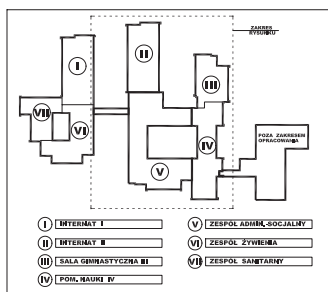 ZAKRES
RYSUNKU
I
II
III
VII
VI
IV
V
POZA ZAKRESEM
OPRACOWANIA
I INTERNAT I
II INTERNAT II
III SALA GIMNASTYCZNA III
IV POM. NAUKI IV
V ZESPÓŁ ADMIN.-SOCJALNY
VI ZESPÓŁ ŻYWIENIA
VII ZESPÓŁ SANITARNY